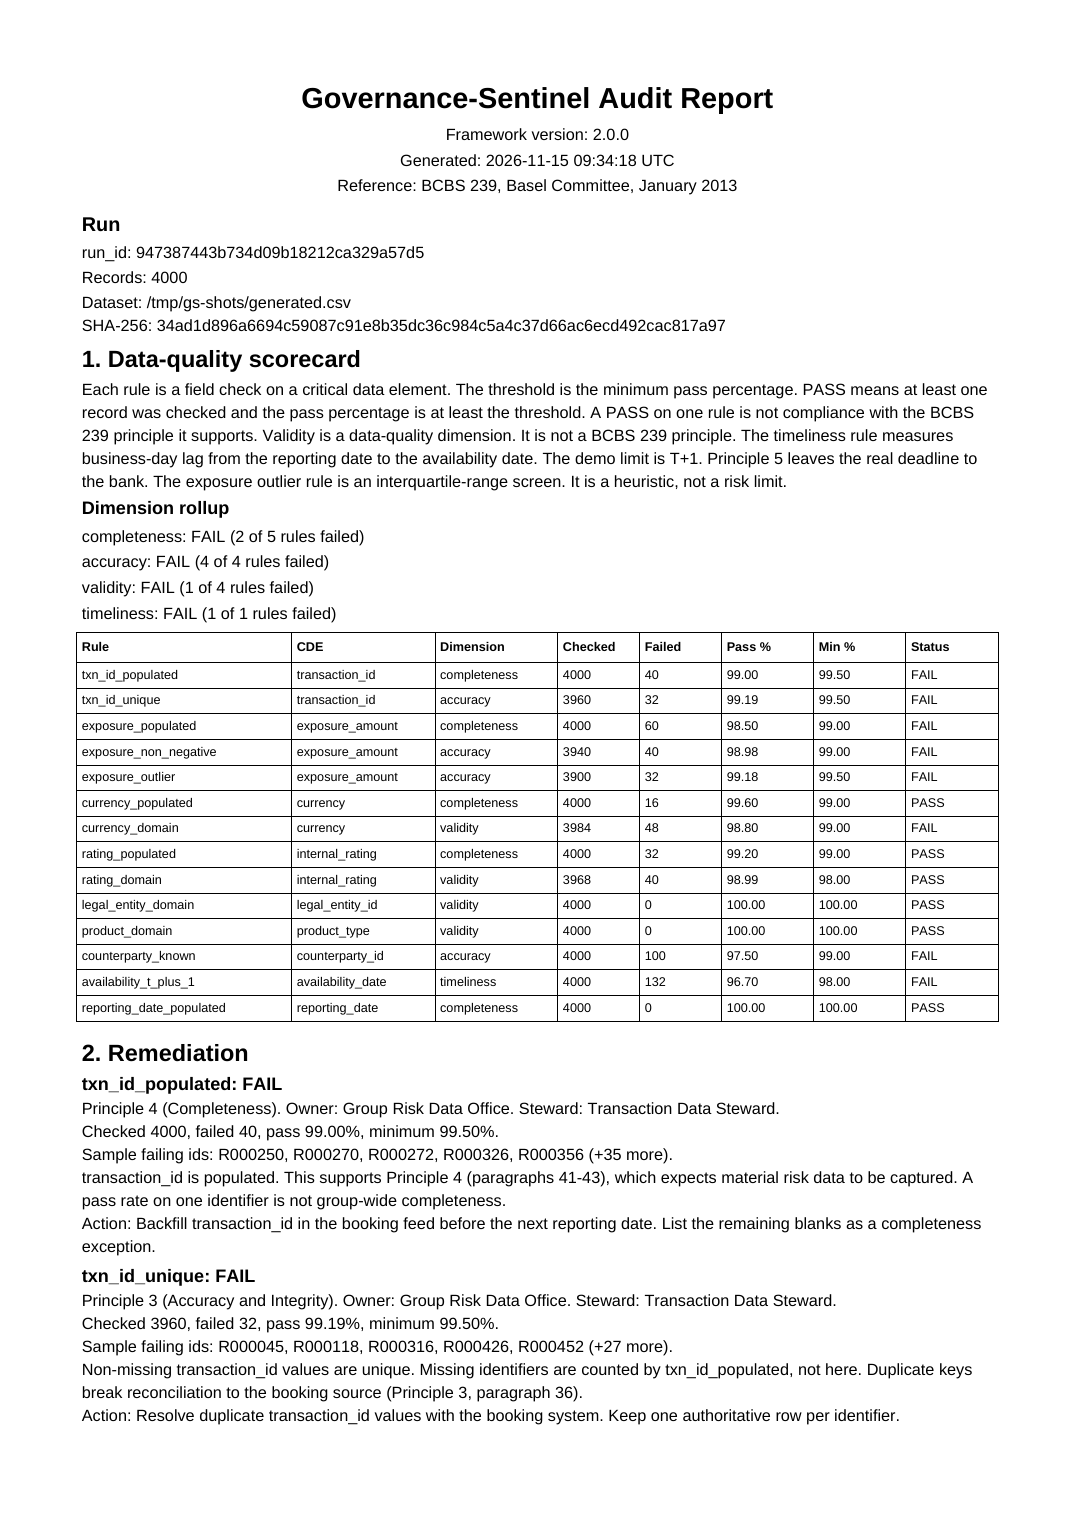 Governance-Sentinel Audit Report
Framework version: 2.0.0
Generated: 2026-11-15 09:34:18 UTC
Reference: BCBS 239, Basel Committee, January 2013
Run
run_id: 947387443b734d09b18212ca329a57d5
Records: 4000
Dataset: /tmp/gs-shots/generated.csv
SHA-256: 34ad1d896a6694c59087c91e8b35dc36c984c5a4c37d66ac6ecd492cac817a97
1. Data-quality scorecard
Each rule is a field check on a critical data element. The threshold is the minimum pass percentage. PASS means at least one
record was checked and the pass percentage is at least the threshold. A PASS on one rule is not compliance with the BCBS
239 principle it supports. Validity is a data-quality dimension. It is not a BCBS 239 principle. The timeliness rule measures
business-day lag from the reporting date to the availability date. The demo limit is T+1. Principle 5 leaves the real deadline to
the bank. The exposure outlier rule is an interquartile-range screen. It is a heuristic, not a risk limit.
Dimension rollup
completeness: FAIL (2 of 5 rules failed)
accuracy: FAIL (4 of 4 rules failed)
validity: FAIL (1 of 4 rules failed)
timeliness: FAIL (1 of 1 rules failed)
Rule CDE Dimension Checked Failed Pass % Min % Status
txn_id_populated transaction_id completeness 4000 40 99.00 99.50 FAIL
txn_id_unique transaction_id accuracy 3960 32 99.19 99.50 FAIL
exposure_populated exposure_amount completeness 4000 60 98.50 99.00 FAIL
exposure_non_negative exposure_amount accuracy 3940 40 98.98 99.00 FAIL
exposure_outlier exposure_amount accuracy 3900 32 99.18 99.50 FAIL
currency_populated currency completeness 4000 16 99.60 99.00 PASS
currency_domain currency validity 3984 48 98.80 99.00 FAIL
rating_populated internal_rating completeness 4000 32 99.20 99.00 PASS
rating_domain internal_rating validity 3968 40 98.99 98.00 PASS
legal_entity_domain legal_entity_id validity 4000 0 100.00 100.00 PASS
product_domain product_type validity 4000 0 100.00 100.00 PASS
counterparty_known counterparty_id accuracy 4000 100 97.50 99.00 FAIL
availability_t_plus_1 availability_date timeliness 4000 132 96.70 98.00 FAIL
reporting_date_populated reporting_date completeness 4000 0 100.00 100.00 PASS
2. Remediation
txn_id_populated: FAIL
Principle 4 (Completeness). Owner: Group Risk Data Office. Steward: Transaction Data Steward.
Checked 4000, failed 40, pass 99.00%, minimum 99.50%.
Sample failing ids: R000250, R000270, R000272, R000326, R000356 (+35 more).
transaction_id is populated. This supports Principle 4 (paragraphs 41-43), which expects material risk data to be captured. A
pass rate on one identifier is not group-wide completeness.
Action: Backfill transaction_id in the booking feed before the next reporting date. List the remaining blanks as a completeness
exception.
txn_id_unique: FAIL
Principle 3 (Accuracy and Integrity). Owner: Group Risk Data Office. Steward: Transaction Data Steward.
Checked 3960, failed 32, pass 99.19%, minimum 99.50%.
Sample failing ids: R000045, R000118, R000316, R000426, R000452 (+27 more).
Non-missing transaction_id values are unique. Missing identifiers are counted by txn_id_populated, not here. Duplicate keys
break reconciliation to the booking source (Principle 3, paragraph 36).
Action: Resolve duplicate transaction_id values with the booking system. Keep one authoritative row per identifier.